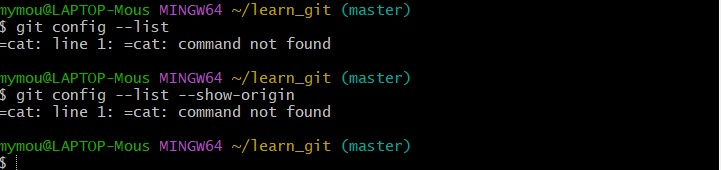 mymou@LAPTOP-Mous MINGW64 ~/learn_git (master)
$ git config --list
=cat: line 1: =cat: command not found
mymou@LAPTOP-Mous MINGW64 ~/learn_git (master)
$ git config --list --show-origin
=cat: line 1: =cat: command not found
mymou@LAPTOP-Mous MINGW64 ~/learn_git (master)
$